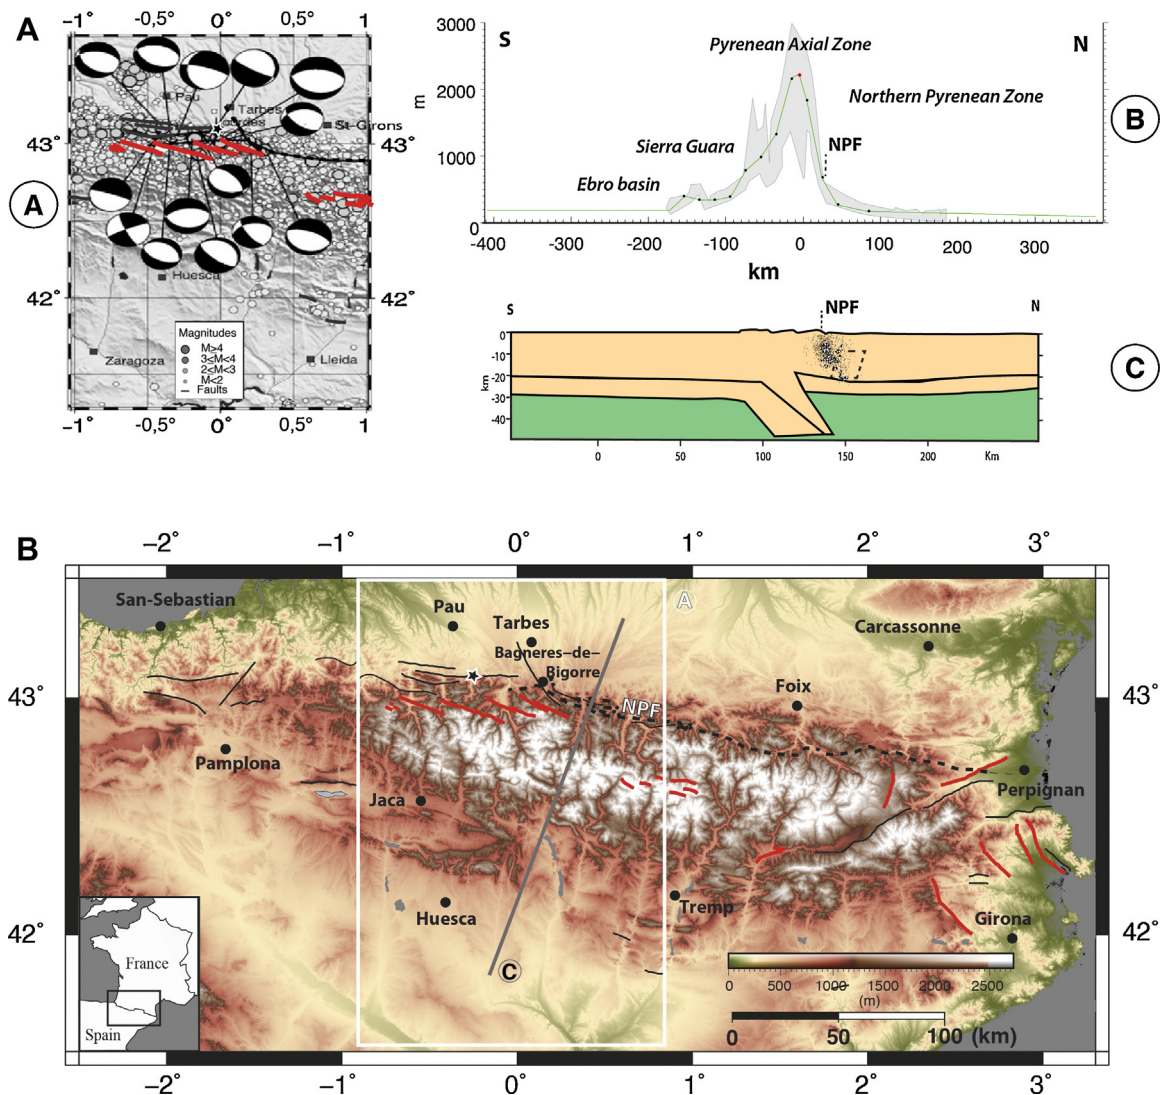 A
−1° −0,5° 0° 0,5° 1
Pau
Tarbes
St-Girons
43°
43°
A
Huesca
42°
42°
Magnitudes
M>4
3≤M<4
2≤M<3
M<2
Faults
Zaragoza
Lleida
−1° −0,5° 0° 0,5° 1
3000
S
N
Pyrenean Axial Zone
2000
m
Northern Pyrenean Zone
B
Sierra Guara
NPF
1000
Ebro basin
0
-400 -300 -200 -100 0 100 200 300
km
S
NPF
N
0
-10
-20
-30
-40
km
C
0 50 100 150 200 Km
B
−2° −1° 0° 1° 2° 3°
San-Sebastian
Pau
A
Tarbes
Carcassonne
Bagneres–de–
Bigorre
43°
43°
Foix
NPF
Pamplona
Perpignan
Jaca
Huesca
Tremp
Girona
42°
42°
France
Spain
C
0 500 1000 1500 2000 2500
(m)
0 50 100 (km)
−2° −1° 0° 1° 2° 3°